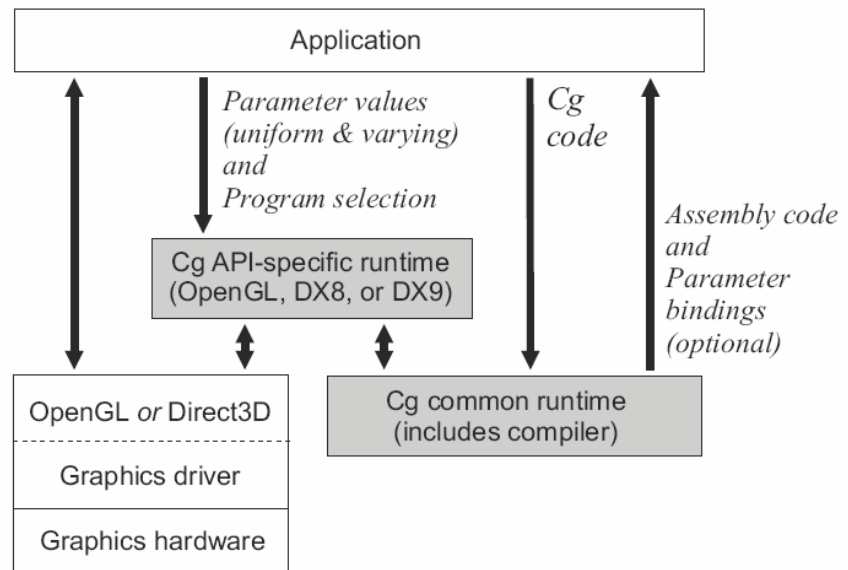 Application
Parameter values
(uniform & varying)
and
Program selection
Cg
code
Assembly code
and
Parameter
bindings
(optional)
Cg API-specific runtime
(OpenGL, DX8, or DX9)
OpenGL or Direct3D
Graphics driver
Graphics hardware
Cg common runtime
(includes compiler)